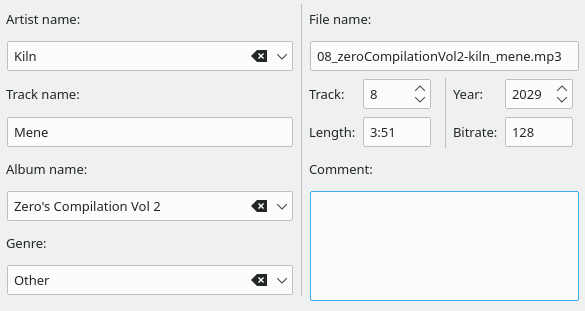 Artist name:
Kiln
Track name:
Mene
Album name:
Zero's Compilation Vol 2
Genre:
Other
File name:
08_zeroCompilationVol2-kiln_mene.mp3
Track: 8 Year: 2029
Length: 3:51 Bitrate: 128
Comment: